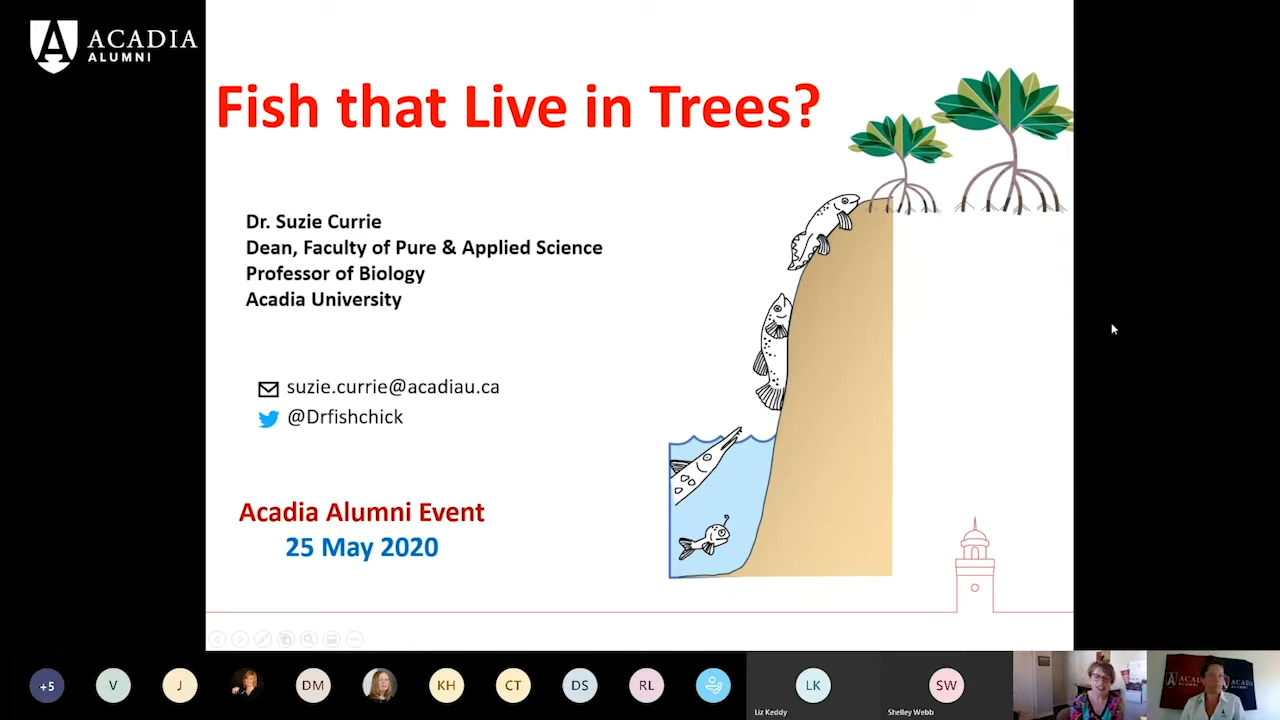 ACADIA
ALUMNI
Fish that Live in Trees?
Dr. Suzie Currie
Dean, Faculty of Pure & Applied Science
Professor of Biology
Acadia University
suzie.currie@acadiau.ca
@Drfishchick
Acadia Alumni Event
25 May 2020
+5
V
J
DM
KH
CT
DS
RL
LK
Liz Keddy
SW
Shelley Webb
ACADIA
ALUMNI